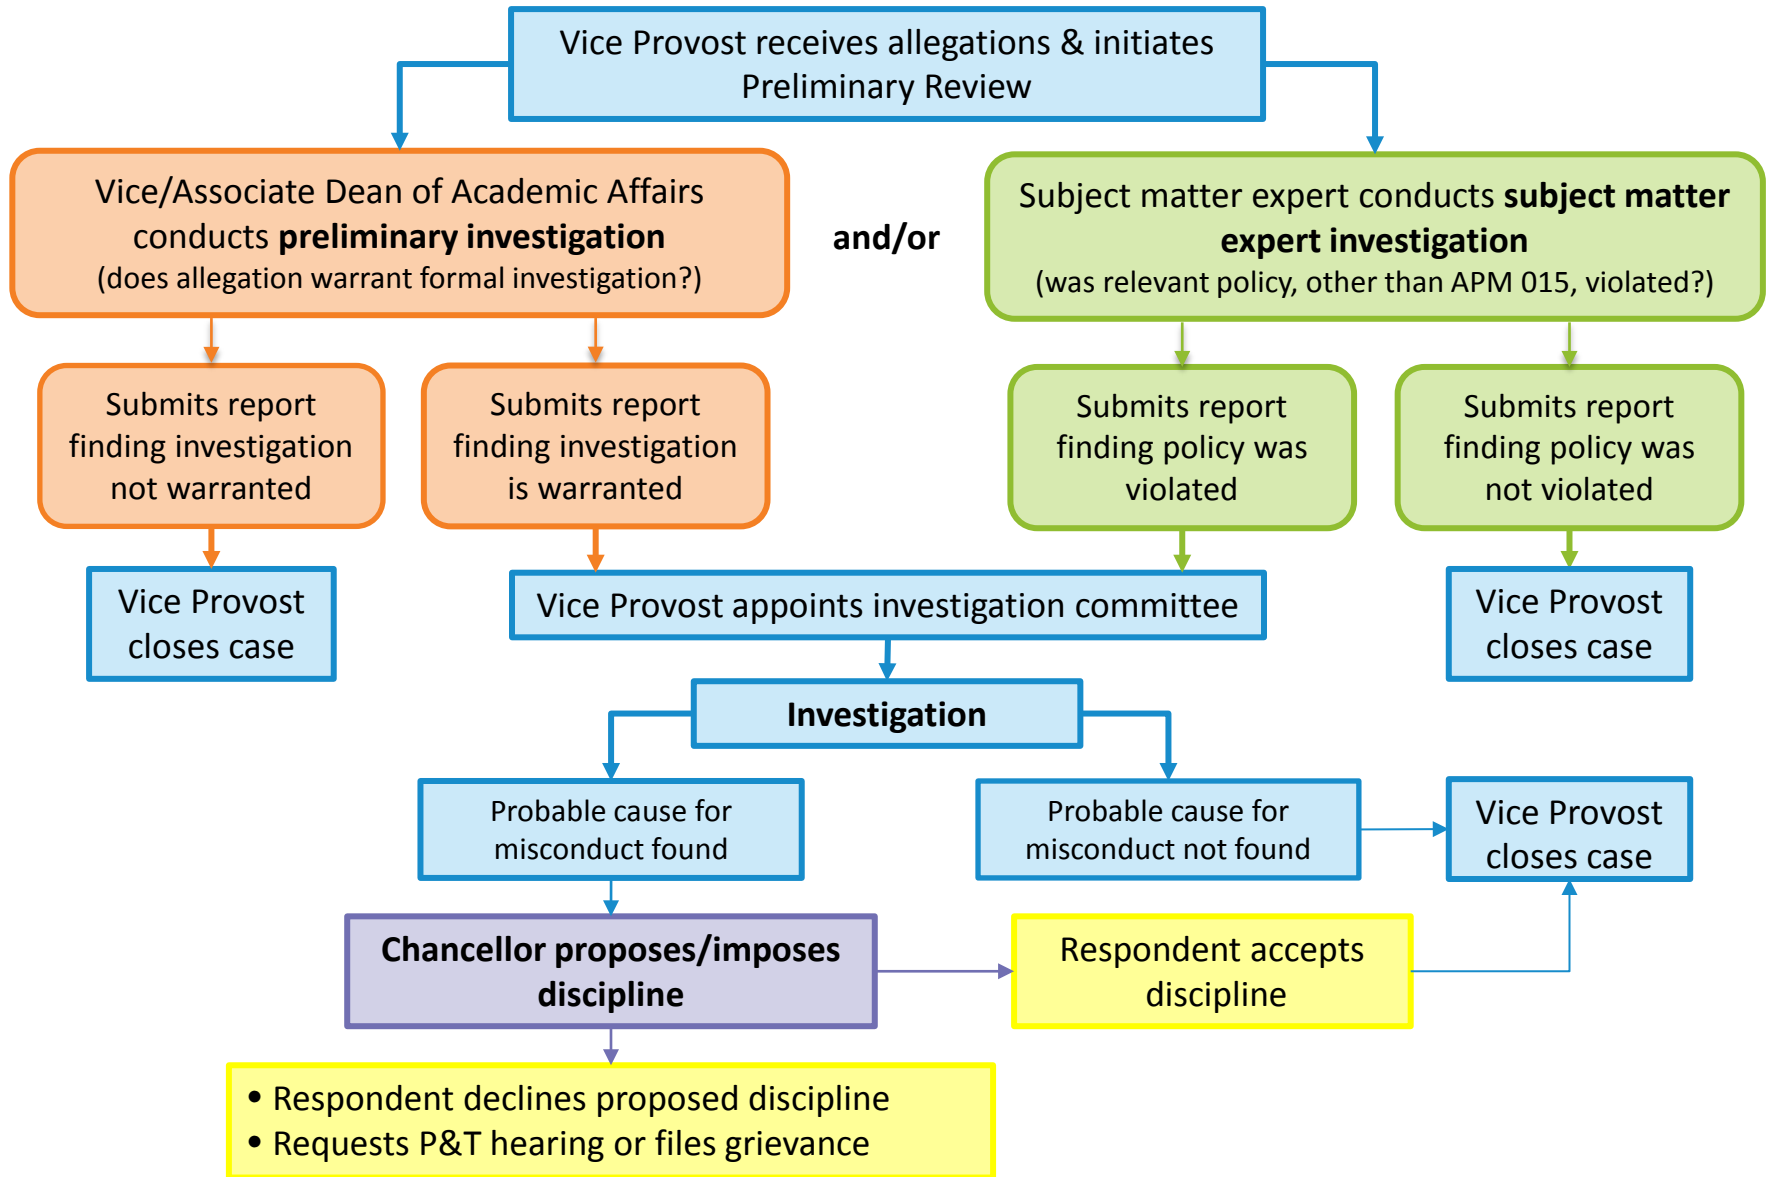 Vice Provost receives allegations & initiates
Preliminary Review
Vice/Associate Dean of Academic Affairs
conducts preliminary investigation
(does allegation warrant formal investigation?)
and/or
Subject matter expert conducts subject matter
expert investigation
(was relevant policy, other than APM 015, violated?)
Submits report
finding investigation
not warranted
Submits report
finding investigation
is warranted
Submits report
finding policy was
violated
Submits report
finding policy was
not violated
Vice Provost
closes case
Vice Provost appoints investigation committee
Vice Provost
closes case
Investigation
Probable cause for
misconduct found
Probable cause for
misconduct not found
Vice Provost
closes case
Chancellor proposes/imposes
discipline
Respondent accepts
discipline
• Respondent declines proposed discipline
• Requests P&T hearing or files grievance